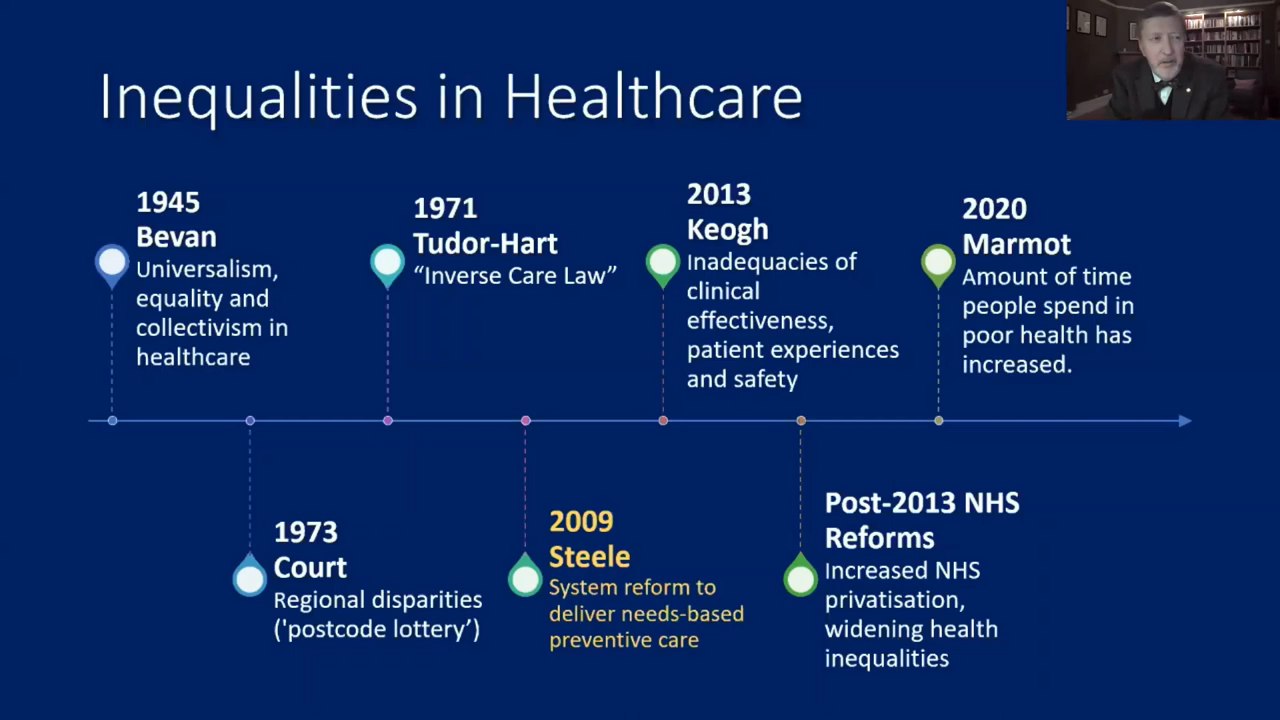 Inequalities in Healthcare
1945
Bevan
Universalism,
equality and
collectivism in
healthcare
1973
Court
Regional disparities
('postcode lottery’)
1971
Tudor-Hart
“Inverse Care Law”
2009
Steele
System reform to
deliver needs-based
preventive care
2013
Keogh
Inadequacies of
clinical
effectiveness,
patient experiences
and safety
Post-2013 NHS
Reforms
Increased NHS
privatisation,
widening health
inequalities
2020
Marmot
Amount of time
people spend in
poor health has
increased.